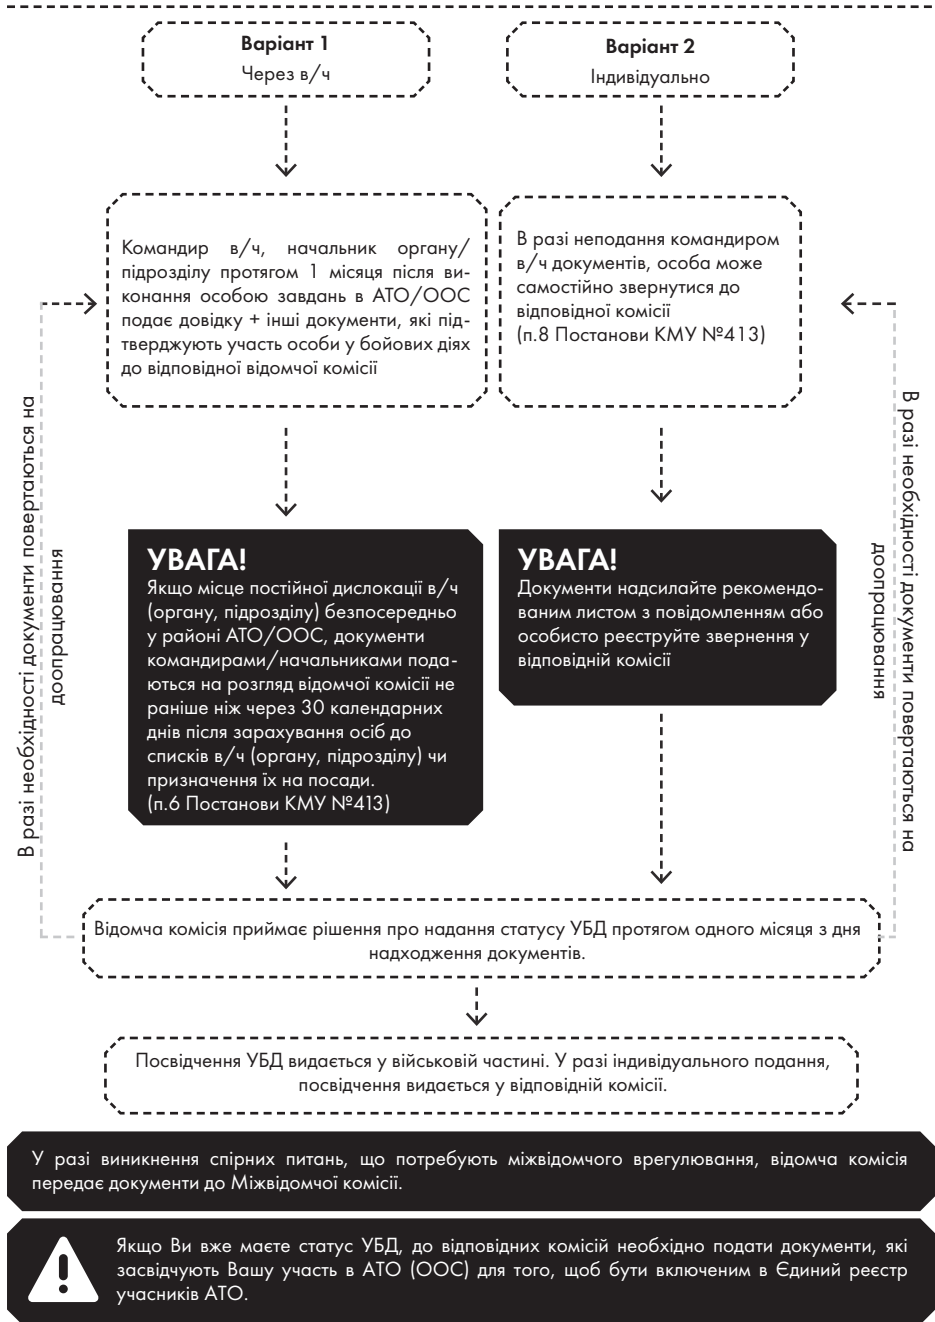 Варіант 1
Через в/ч
Варіант 2
Індивідуально
Командир в/ч, начальник органу/
підрозділу протягом 1 місяця після ви-
конання особою завдань в АТО/ООС
подає довідку + інші документи, які під-
тверджують участь особи у бойових діях
до відповідної відомчої комісії
В разі неподання командиром
в/ч документів, особа може
самостійно звернутися до
відповідної комісії
(п.8 Постанови КМУ №413)
В разі необхідності документи повертаються на
доопрацювання
В разі необхідності документи повертаються на
доопрацювання
УВАГА!
Якщо місце постійної дислокації в/ч
(органу, підрозділу) безпосередньо
у районі АТО/ООС, документи
командирами/начальниками пода-
ються на розгляд відомчої комісії не
раніше ніж через 30 календарних
днів після зарахування осіб до
списків в/ч (органу, підрозділу) чи
призначення їх на посади.
(п.6 Постанови КМУ №413)
УВАГА!
Документи надсилайте рекомендо-
ваним листом з повідомленням або
особисто реєструйте звернення у
відповідній комісії
Відомча комісія приймає рішення про надання статусу УБД протягом одного місяця з дня
надходження документів.
Посвідчення УБД видається у військовій частині. У разі індивідуального подання,
посвідчення видається у відповідній комісії.
У разі виникнення спірних питань, що потребують міжвідомчого врегулювання, відомча комісія
передає документи до Міжвідомчої комісії.
Якщо Ви вже маєте статус УБД, до відповідних комісій необхідно подати документи, які
засвідчують Вашу участь в АТО (ООС) для того, щоб бути включеним в Єдиний реєстр
учасників АТО.